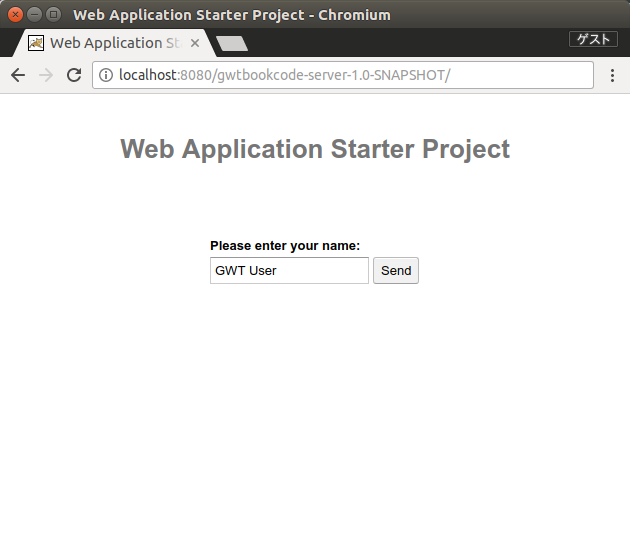 Web Application Starter Project - Chromium
Web Application St
ゲスト
localhost:8080/gwtbookcode-server-1.0-SNAPSHOT/
Web Application Starter Project
Please enter your name:
GWT User
Send